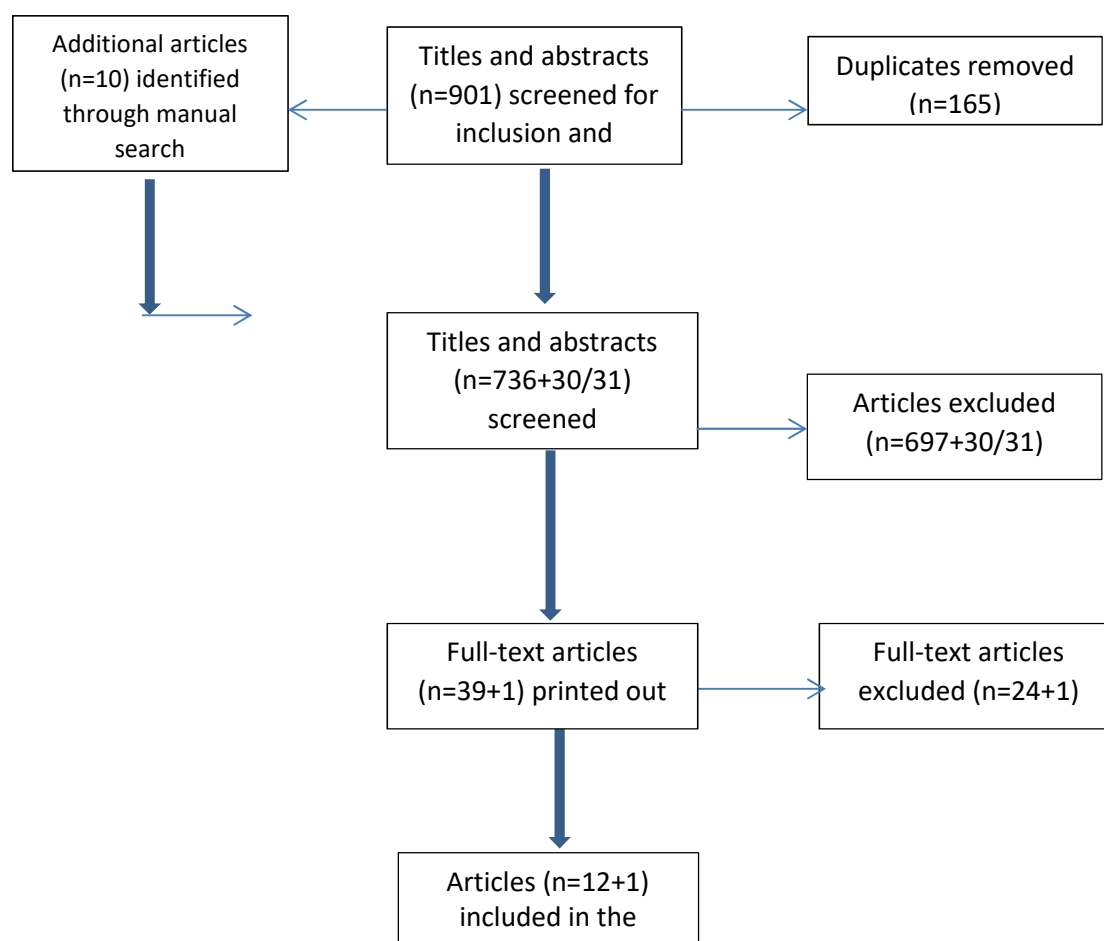 Additional articles
(n=10) identified
through manual
search
Titles and abstracts
(n=901) screened for
inclusion and
Duplicates removed
(n=165)
Titles and abstracts
(n=736+30/31)
screened
Articles excluded
(n=697+30/31)
Full-text articles
(n=39+1) printed out
Full-text articles
excluded (n=24+1)
Articles (n=12+1)
included in the